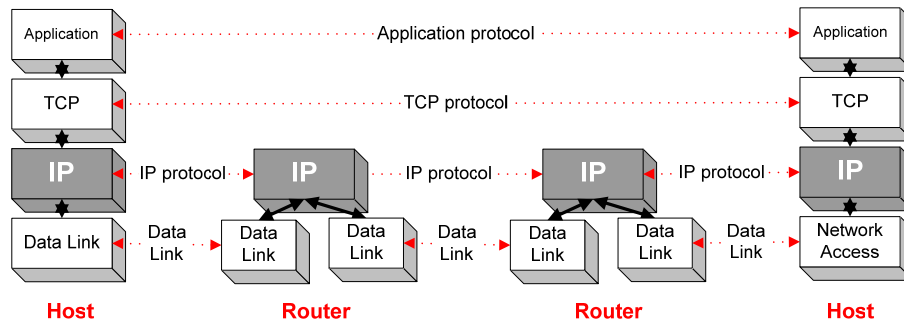 Application
Application protocol
Application
TCP
TCP protocol
TCP
IP
IP protocol
IP
IP protocol
IP
IP protocol
IP
Data Link
Data
Link
Data
Link
Data
Link
Data
Link
Data
Link
Data
Link
Data
Link
Network
Access
Host
Router
Router
Host